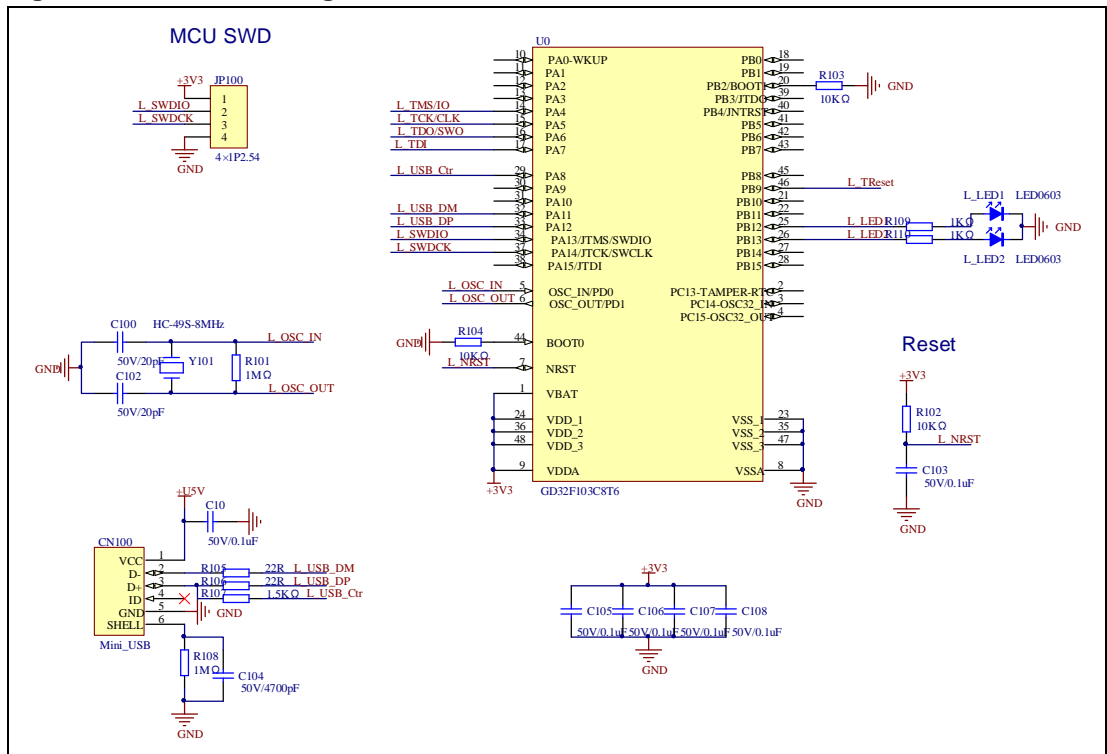 MCU SWD
+3V3
JP100
1
L_SWDIO 2
L_SWDCK 3
4
GND
4×1P2.54
U0
10 PA0-WKUP PB0 18
11 PA1 PB1 19
12 PA2 PB2/BOOT1 20 R103 10KΩ GND
13 PA3 PB3/JTDO 39
L_TMS/IO 14 PA4 PB4/JNTRST 40
L_TCK/CLK 15 PA5 PB5 41
L_TDO/SWO 16 PA6 PB6 42
L_TDI 17 PA7 PB7 43
L_USB_Ctr 29 PA8 PB8 45
30 PA9 PB9 46 L_TReset
31 PA10 PB10 21
L_USB_DM 32 PA11 PB11 22
L_USB_DP 33 PA12 PB12 25 L_LED1 R109 1KΩ
L_SWDIO 34 PA13/JTMS/SWDIO PB13 26 L_LED2 R110 1KΩ
L_SWDCK 37 PA14/JTCK/SWCLK PB14 27
38 PA15/JTDI PB15 28
L_LED1 LED0603
GND
L_LED2 LED0603
L_OSC_IN 5 OSC_IN/PD0 PC13-TAMPER-RTC 2
L_OSC_OUT 6 OSC_OUT/PD1 PC14-OSC32_IN 3
PC15-OSC32_OUT 4
GND R104 10KΩ 44 BOOT0
L_NRST 7 NRST
1 VBAT
24 VDD_1 VSS_1 23
36 VDD_2 VSS_2 35
48 VDD_3 VSS_3 47
9 VDDA VSSA 8
+3V3
GD32F103C8T6
GND
C100 HC-49S-8MHz L_OSC_IN
50V/20pF Y101 R101
GND
C102 1MΩ
L_OSC_OUT
50V/20pF
Reset
+3V3
R102
10KΩ
L_NRST
C103
50V/0.1uF
GND
+U5V
C10
50V/0.1uF
CN100
VCC 1
D- 2 R105 22R L_USB_DM
D+ 3 R106 22R L_USB_DP
ID 4 R107 1.5KΩ L_USB_Ctr
GND 5 GND
SHELL 6
Mini_USB
R108
1MΩ
C104
50V/4700pF
GND
+3V3
C105 C106 C107 C108
50V/0.1uF 50V/0.1uF 50V/0.1uF 50V/0.1uF
GND